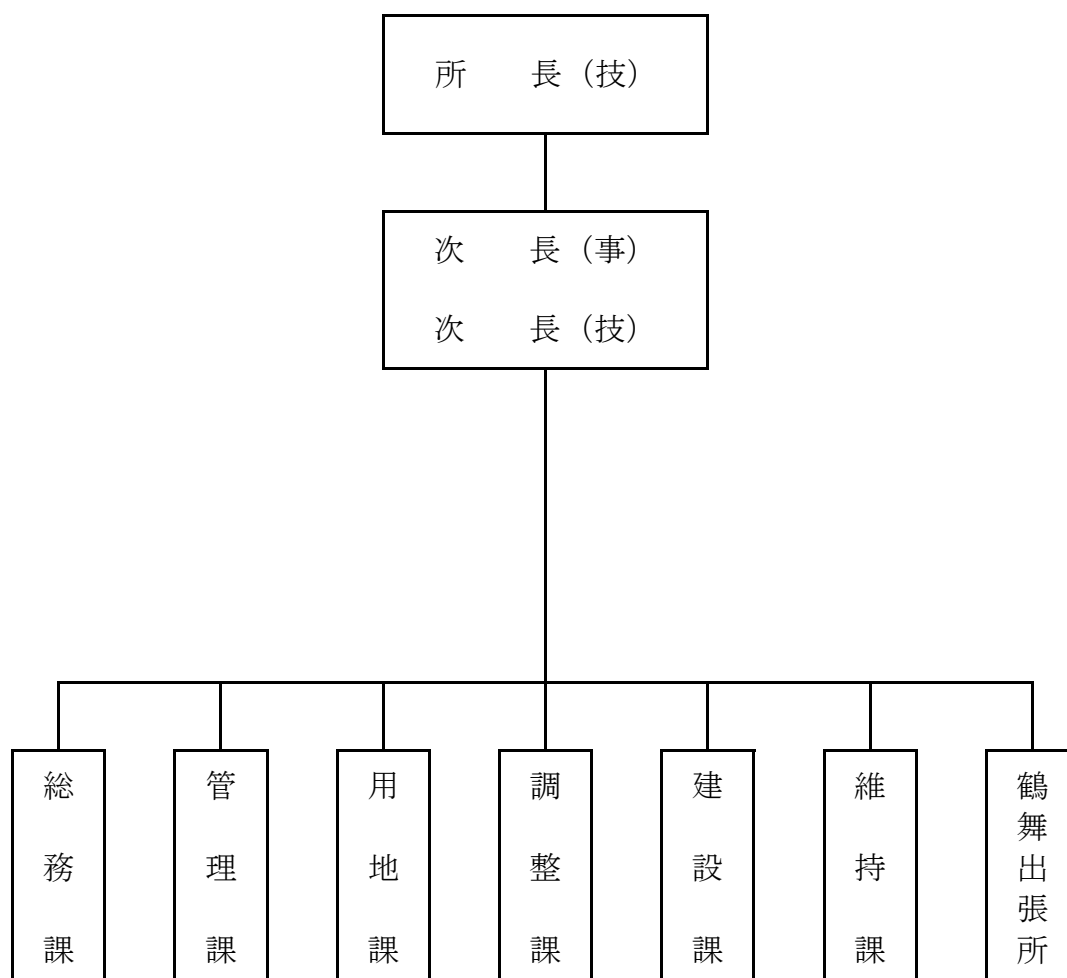 所　　長（技）
次　　長（事）
次　　長（技）
総務課
管理課
用地課
調整課
建設課
維持課
鶴舞出張所